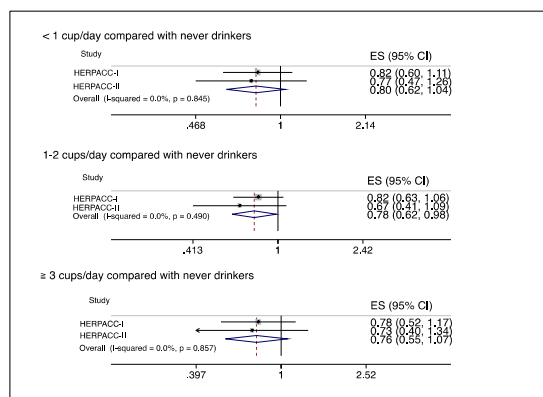 < 1 cup/day compared with never drinkers
Study
ES (95% CI)
HERPACC-I 0.82 (0.60, 1.11)
HERPACC-II 0.77 (0.47, 1.26)
Overall (I-squared = 0.0%, p = 0.845) 0.80 (0.62, 1.04)
.468 1 2.14
1-2 cups/day compared with never drinkers
ES (95% CI)
Study
HERPACC-I 0.82 (0.63, 1.06)
HERPACC-II 0.67 (0.41, 1.09)
Overall (I-squared = 0.0%, p = 0.490) 0.78 (0.62, 0.98)
.413 1 2.42
≥ 3 cups/day compared with never drinkers
Study
ES (95% CI)
HERPACC-I 0.78 (0.52, 1.17)
HERPACC-II 0.73 (0.40, 1.34)
Overall (I-squared = 0.0%, p = 0.857) 0.76 (0.55, 1.07)
.397 1 2.52